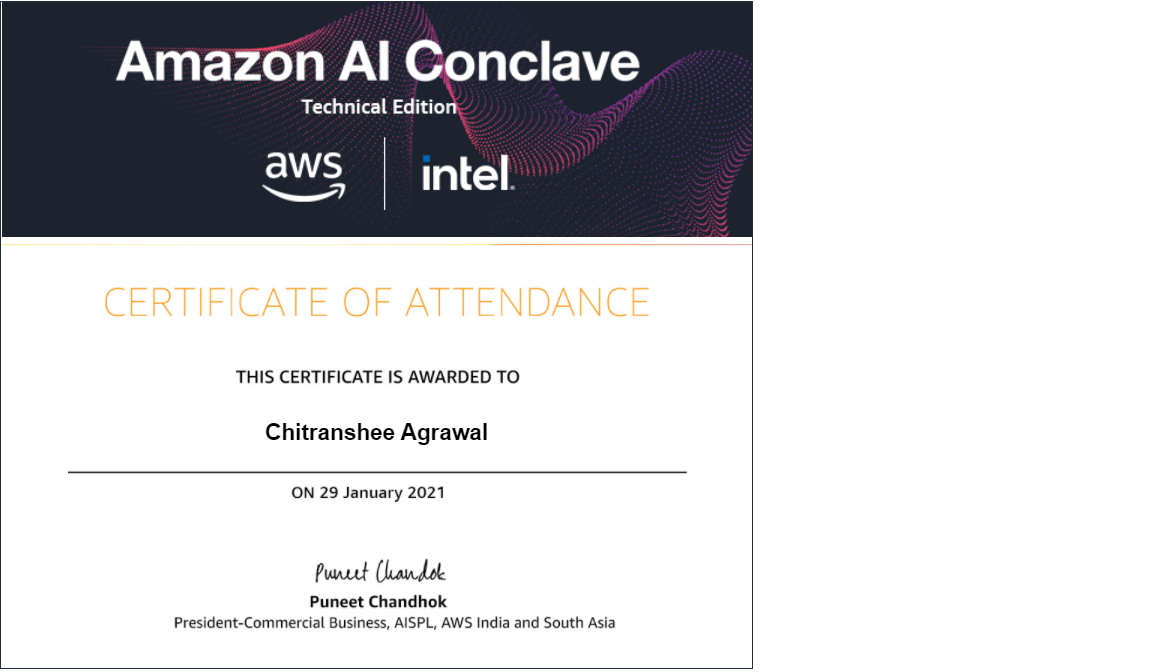 Amazon AI Conclave
Technical Edition
aws
intel.
CERTIFICATE OF ATTENDANCE
THIS CERTIFICATE IS AWARDED TO
Chitranshee Agrawal
ON 29 January 2021
Puneet Chandok
Puneet Chandhok
President-Commercial Business, AISPL, AWS India and South Asia